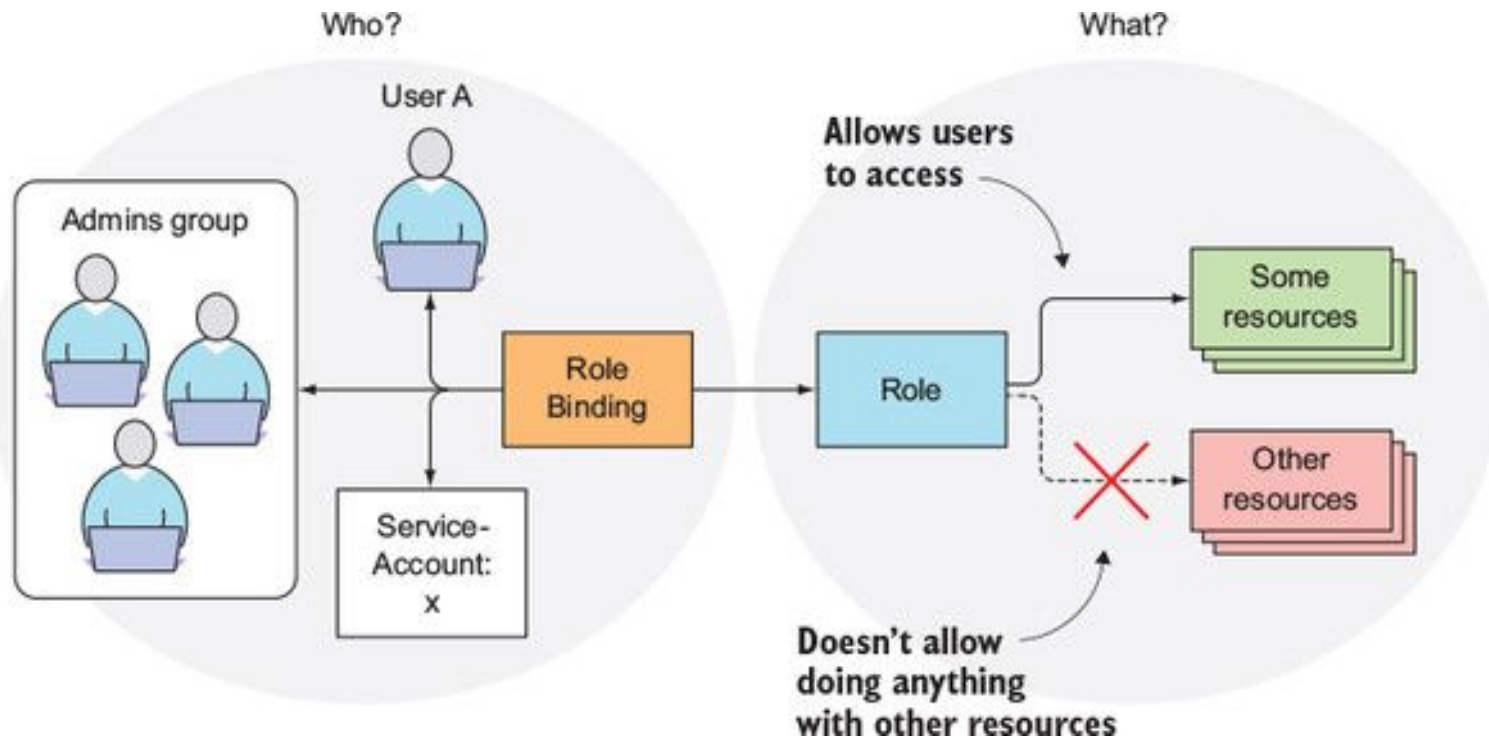 Who?
What?
User A
Admins group
Allows users
to access
Some
resources
Role
Binding
Role
Other
resources
Service-
Account:
x
Doesn't allow
doing anything
with other resources